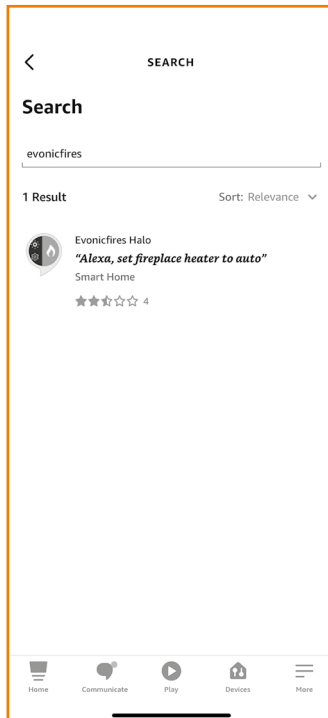 SEARCH
Search
evonicfires
1 Result
Sort: Relevance
Evonicfires Halo
“Alexa, set fireplace heater to auto”
Smart Home
4
Home Communicate Play Devices More